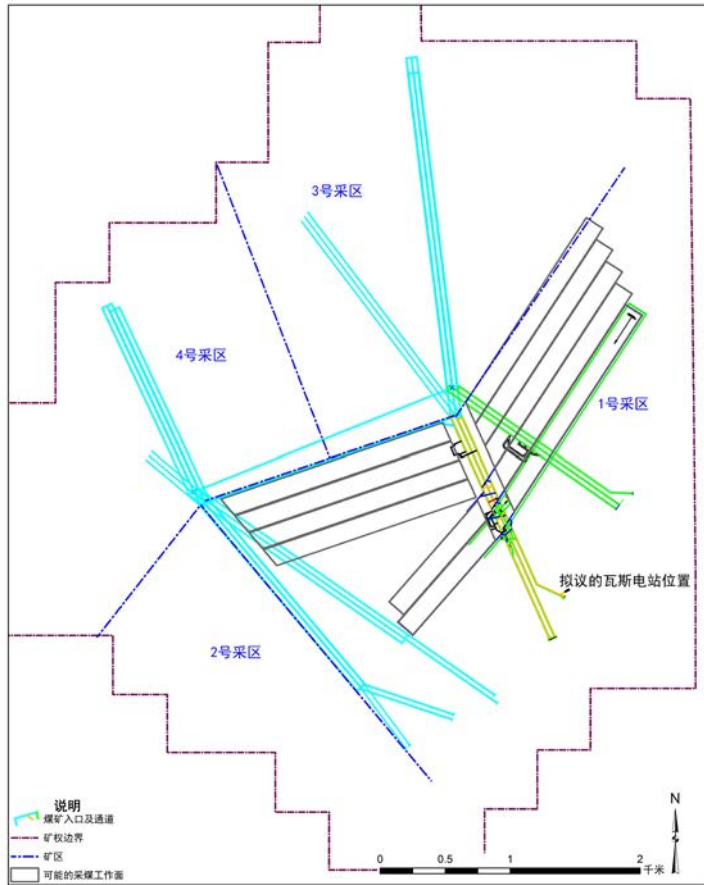 3号采区
4号采区
1号采区
拟议的瓦斯电站位置
2号采区
说明
煤矿入口及通道
矿权边界
矿区
可能的采煤工作面
N
0 0.5 1 2
千米